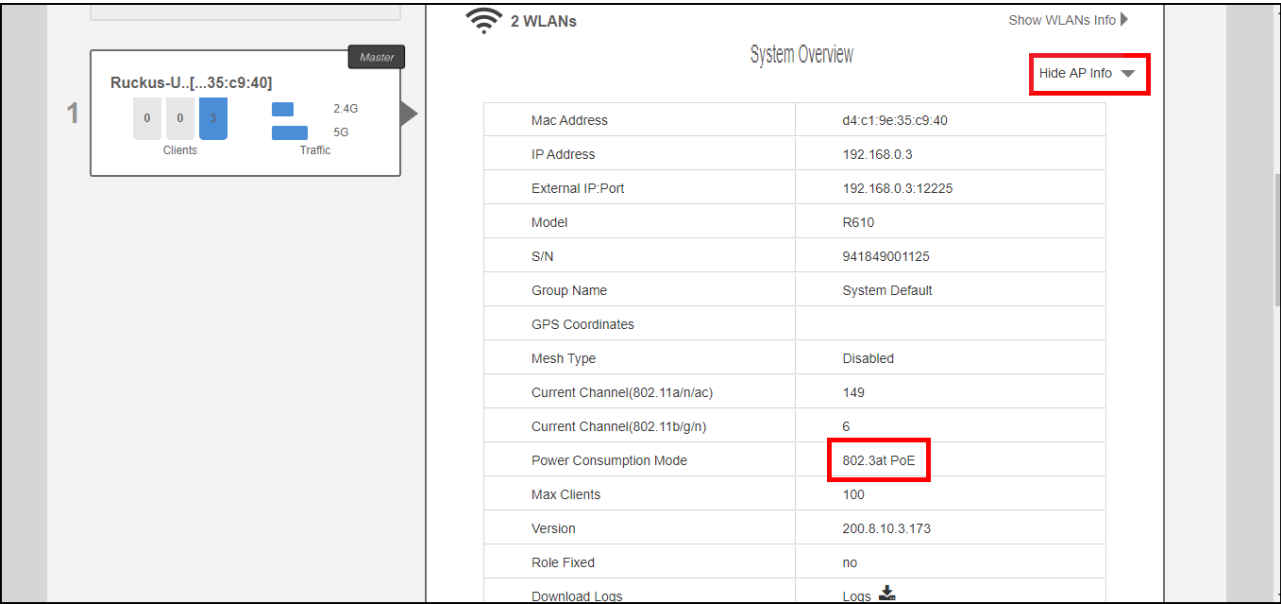 2 WLANs
Show WLANs Info
System Overview
Hide AP Info
Master
Ruckus-U..[...35:c9:40]
1
0 0 3
2.4G
5G
Clients
Traffic
Mac Address d4:c1:9e:35:c9:40
IP Address 192.168.0.3
External IP:Port 192.168.0.3:12225
Model R610
S/N 941849001125
Group Name System Default
GPS Coordinates
Mesh Type Disabled
Current Channel(802.11a/n/ac) 149
Current Channel(802.11b/g/n) 6
Power Consumption Mode 802.3at PoE
Max Clients 100
Version 200.8.10.3.173
Role Fixed no
Download Logs Logs